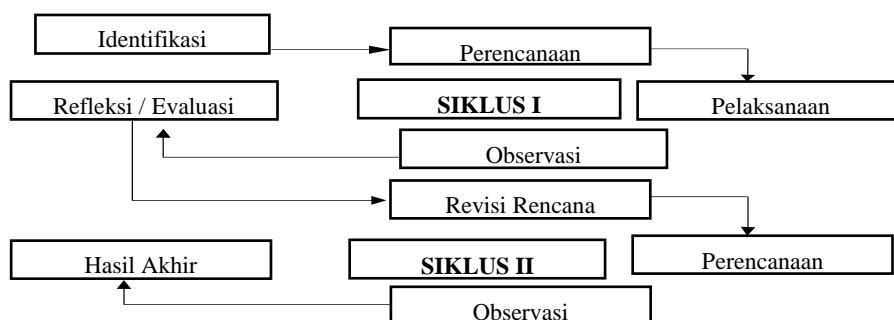 Identifikasi
Perencanaan
Refleksi / Evaluasi
SIKLUS I
Pelaksanaan
Observasi
Revisi Rencana
Hasil Akhir
SIKLUS II
Perencanaan
Observasi